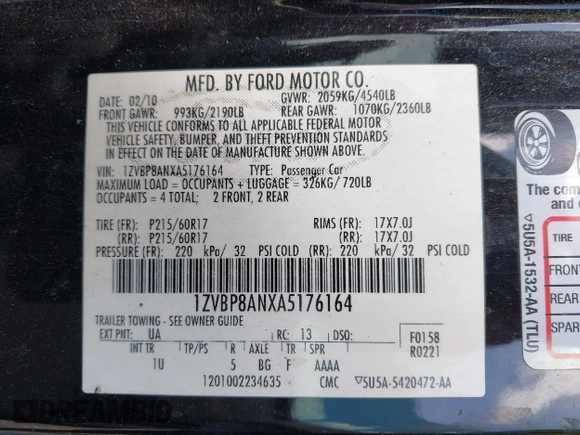 MFD. BY FORD MOTOR CO.
DATE: 02/10 GVWR: 2059KG/4540LB
FRONT GAWR: 993KG/2190LB REAR GAWR: 1070KG/2360LB
THIS VEHICLE CONFORMS TO ALL APPLICABLE FEDERAL MOTOR
VEHICLE SAFETY, BUMPER, AND THEFT PREVENTION STANDARDS
IN EFFECT ON THE DATE OF MANUFACTURE SHOWN ABOVE.
VIN: 1ZVBP8ANXA5176164 TYPE: Passenger Car
MAXIMUM LOAD = OCCUPANTS + LUGGAGE = 326KG/720LB
OCCUPANTS = 4 TOTAL; 2 FRONT, 2 REAR
TIRE (FR): P215/60R17 RIMS (FR): 17X7.0J
(RR): P215/60R17 (RR): 17X7.0J
PRESSURE (FR): 220 kPa/ 32 PSI COLD (RR): 220 kPa/ 32 PSI COLD
1ZVBP8ANXA5176164
TRAILER TOWING - SEE OWNER GUIDE
EXT PNT: UA RC: 13 DSO: F0158
R0221
INT TR TP/PS R AXLE TR SPR
1U 5 BG F AAAA
1201002234635 CMC ▽5U5A-5420472-AA
The com
and
TIRE
FRONT
REAR
SPAR
▽5U5A-1532-AA (TLU)